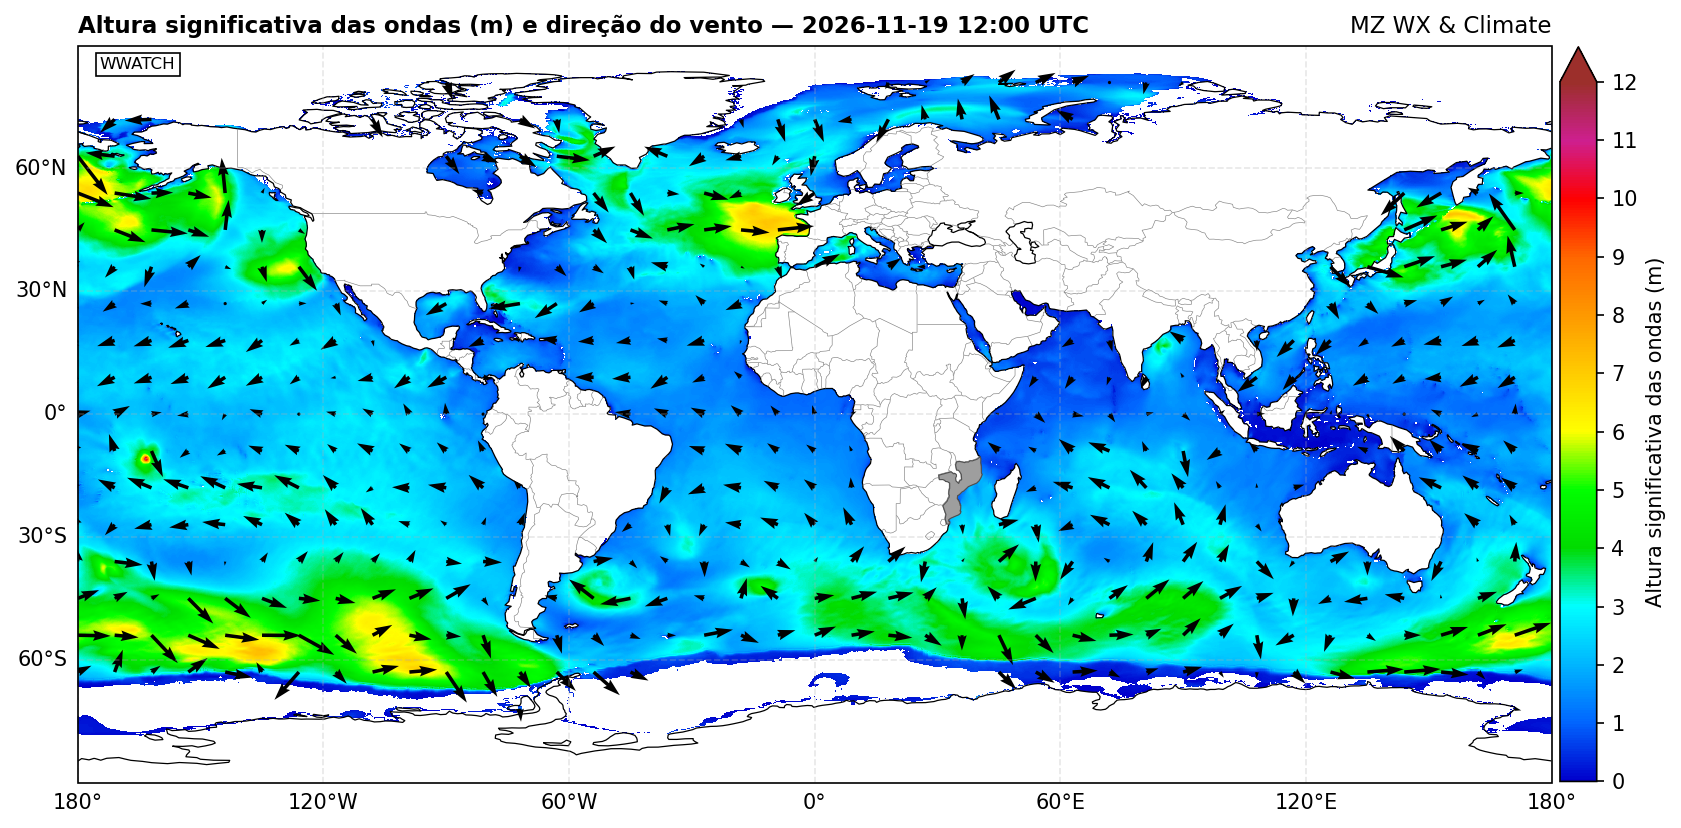 Altura significativa das ondas (m) e direção do vento — 2026-11-19 12:00 UTC
MZ WX & Climate
WWATCH
60°N
30°N
0°
30°S
60°S
180°
120°W
60°W
0°
60°E
120°E
180°
12
11
10
9
8
7
6
5
4
3
2
1
0
Altura significativa das ondas (m)